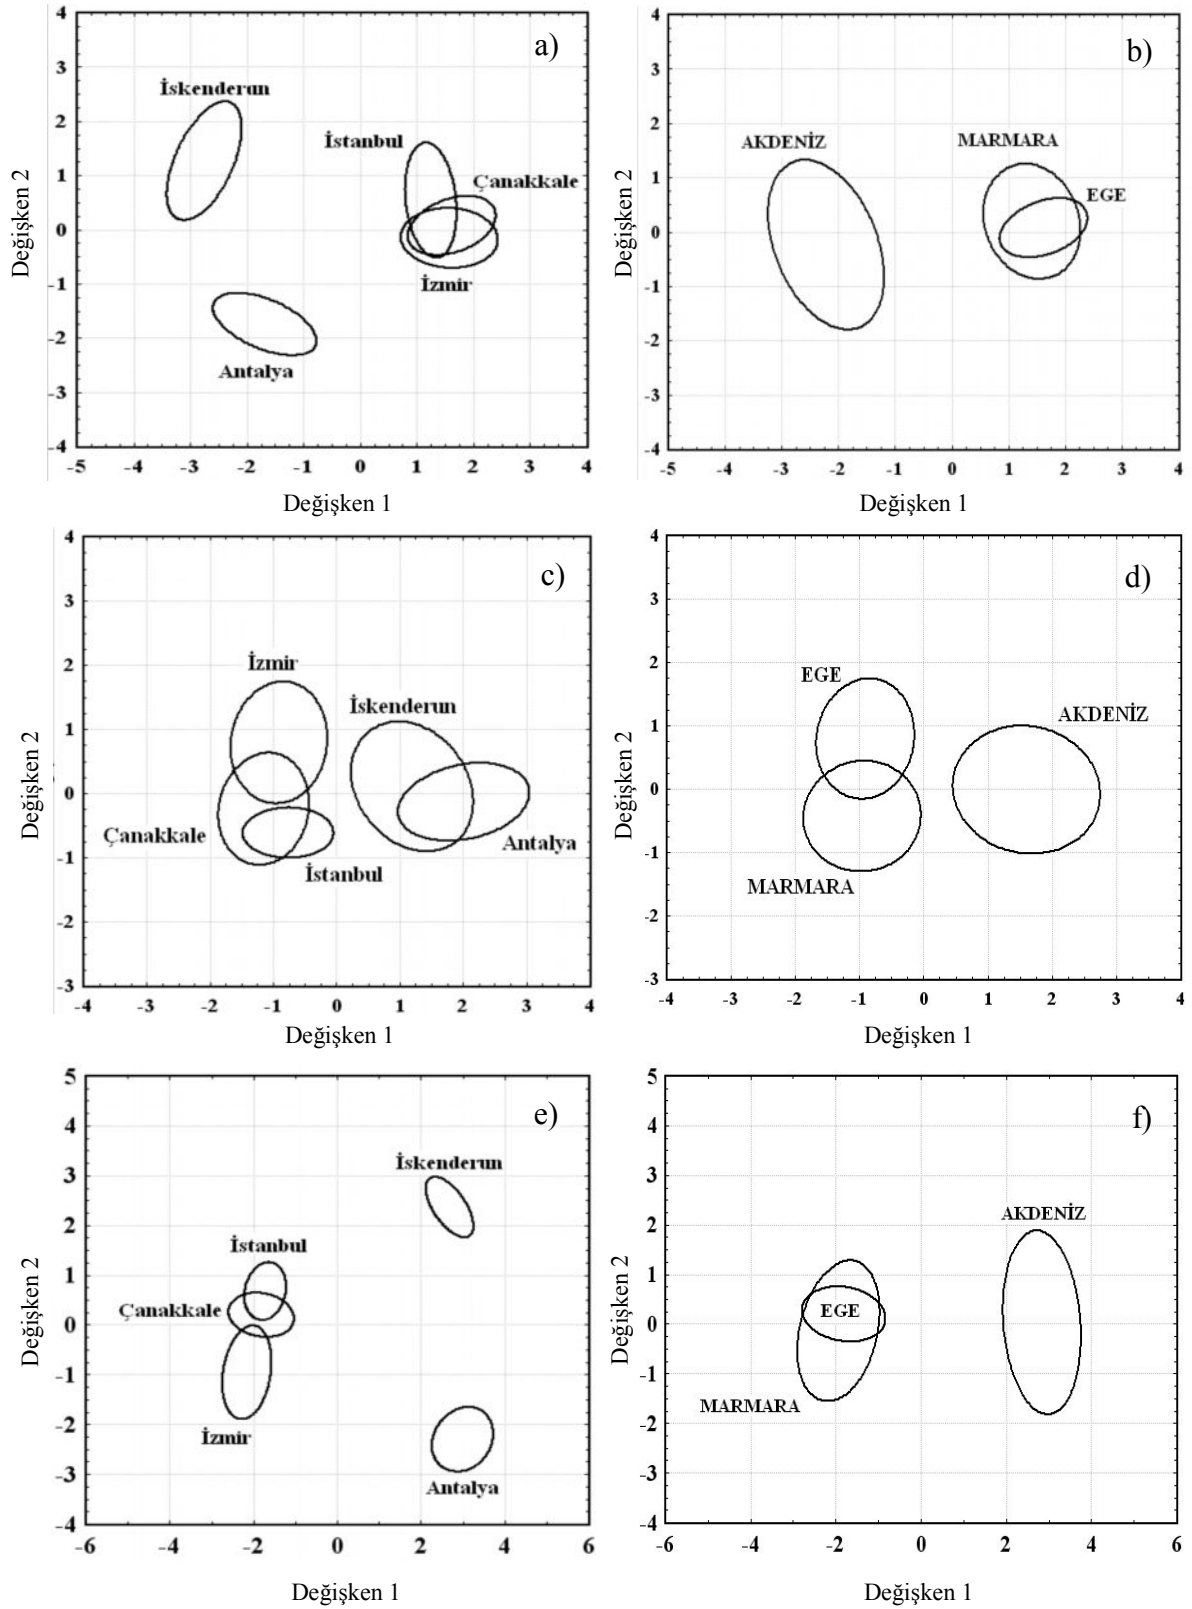 a)
4
3
2
1
0
-1
-2
-3
-4
Değişken 2
İskenderun
İstanbul
Çanakkale
İzmir
Antalya
-5 -4 -3 -2 -1 0 1 2 3 4
Değişken 1
b)
4
3
2
1
0
-1
-2
-3
-4
Değişken 2
AKDENİZ
MARMARA
EGE
-5 -4 -3 -2 -1 0 1 2 3 4
Değişken 1
c)
4
3
2
1
0
-1
-2
-3
Değişken 2
İzmir
İskenderun
Çanakkale
Antalya
İstanbul
-4 -3 -2 -1 0 1 2 3 4
Değişken 1
d)
4
3
2
1
0
-1
-2
-3
Değişken 2
EGE
AKDENİZ
MARMARA
-4 -3 -2 -1 0 1 2 3 4
Değişken 1
e)
5
4
3
2
1
0
-1
-2
-3
-4
Değişken 2
İskenderun
İstanbul
Çanakkale
İzmir
Antalya
-6 -4 -2 0 2 4 6
Değişken 1
f)
5
4
3
2
1
0
-1
-2
-3
-4
Değişken 2
AKDENİZ
EGE
MARMARA
-6 -4 -2 0 2 4 6
Değişken 1